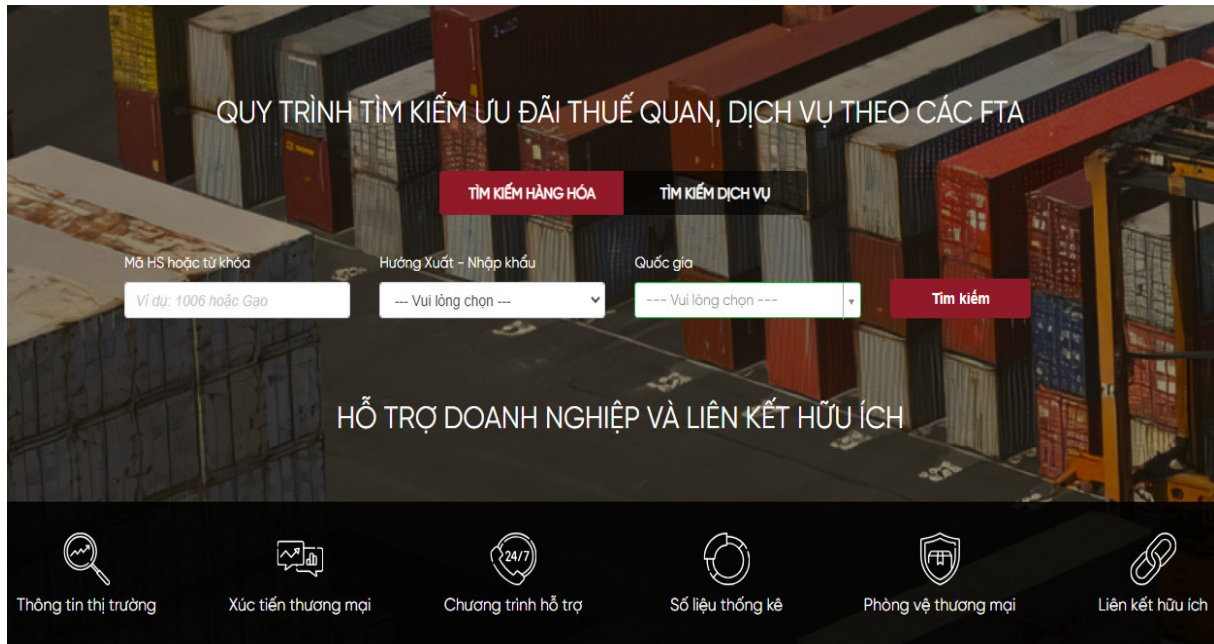 QUY TRÌNH TÌM KIẾM ƯU ĐÃI THUẾ QUAN, DỊCH VỤ THEO CÁC FTA
TÌM KIẾM HÀNG HÓA
TÌM KIẾM DỊCH VỤ
Mã HS hoặc từ khóa
Hướng Xuất - Nhập khẩu
Quốc gia
Ví dụ: 1006 hoặc Gạo
--- Vui lòng chọn ---
--- Vui lòng chọn ---
Tìm kiếm
HỖ TRỢ DOANH NGHIỆP VÀ LIÊN KẾT HỮU ÍCH
24/7
Thông tin thị trường
Xúc tiến thương mại
Chương trình hỗ trợ
Số liệu thống kê
Phòng vệ thương mại
Liên kết hữu ích